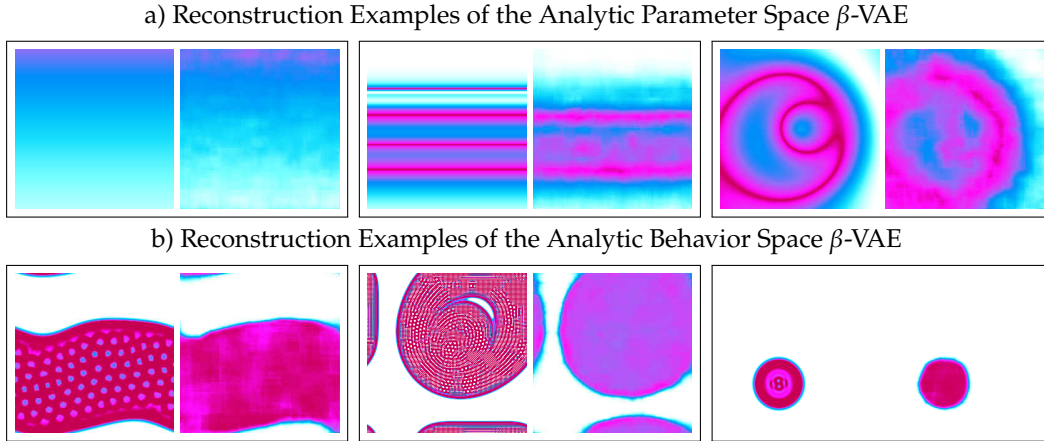 a) Reconstruction Examples of the Analytic Parameter Space β-VAE
b) Reconstruction Examples of the Analytic Behavior Space β-VAE